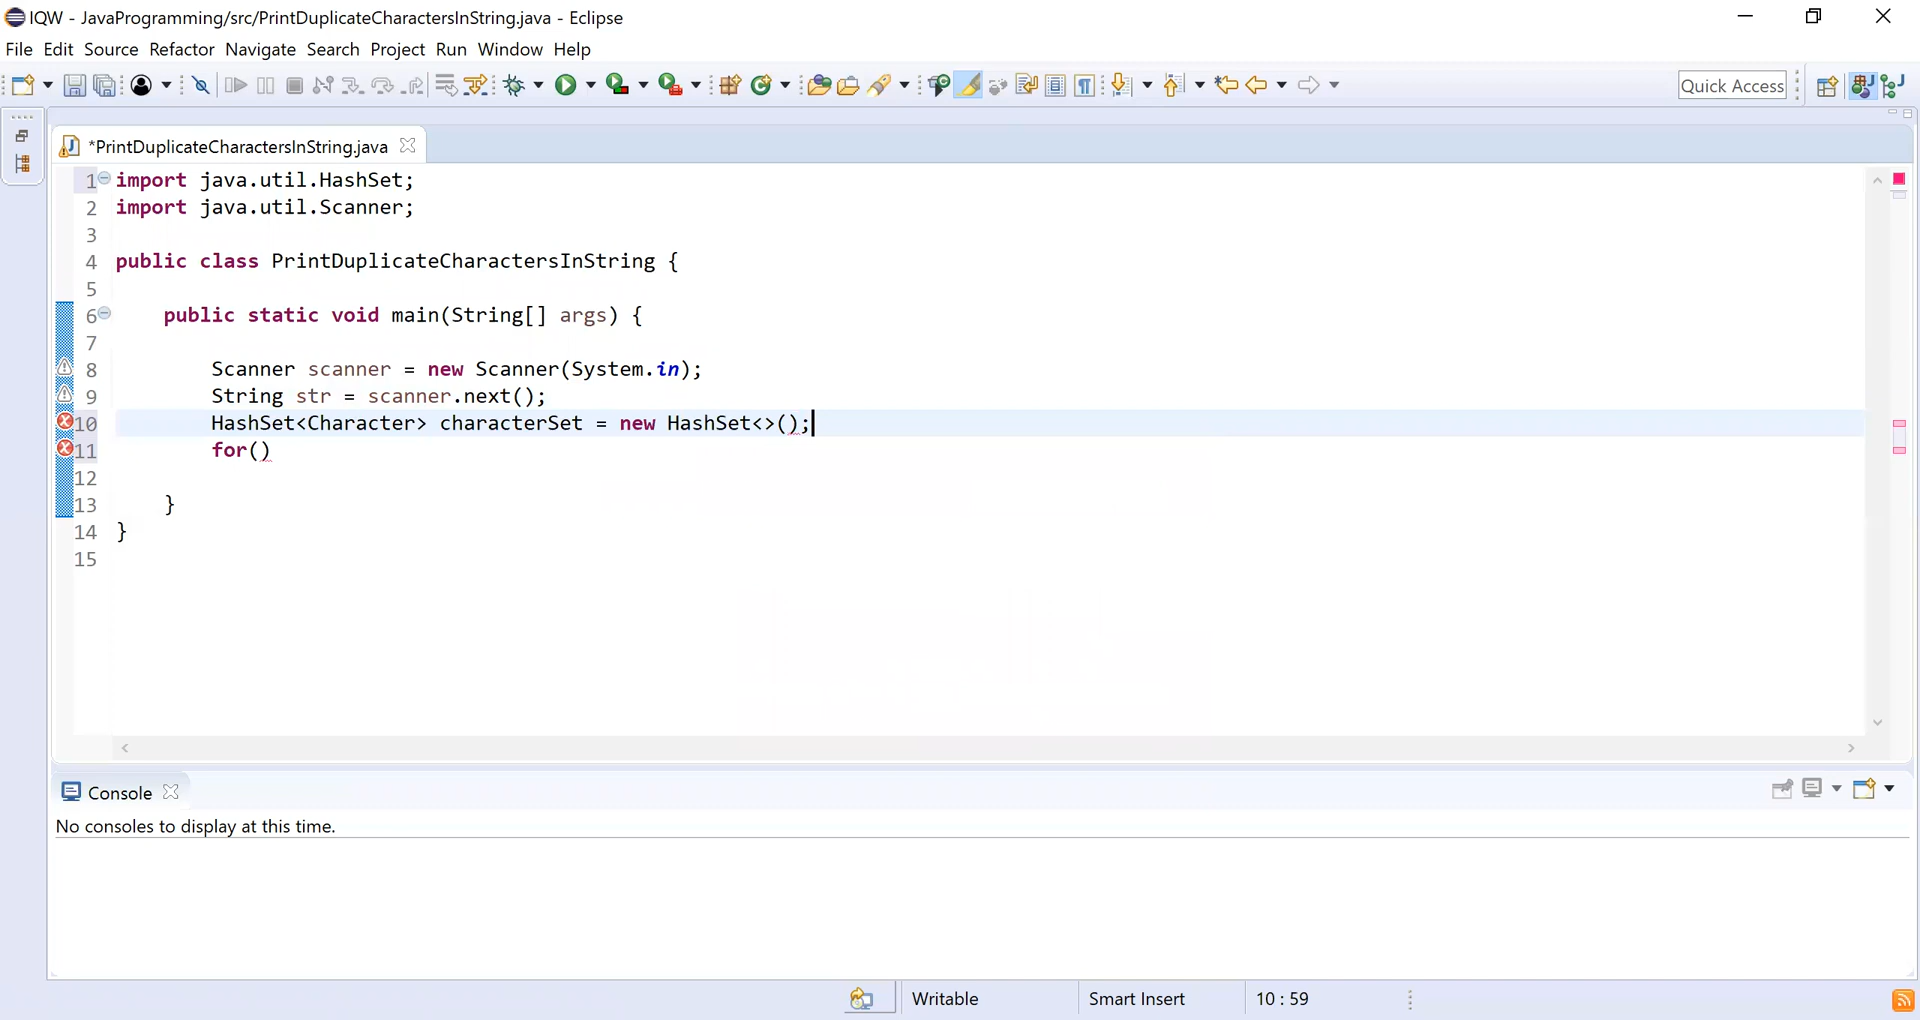 IQW - JavaProgramming/src/PrintDuplicateCharactersInString.java - Eclipse
File Edit Source Refactor Navigate Search Project Run Window Help
Quick Access
*PrintDuplicateCharactersInString.java
1 import java.util.HashSet;
2 import java.util.Scanner;
3
4 public class PrintDuplicateCharactersInString {
5
6 public static void main(String[] args) {
7
8 Scanner scanner = new Scanner(System.in);
9 String str = scanner.next();
10 HashSet<Character> characterSet = new HashSet<>();
11 for()
12
13 }
14 }
15
Console
No consoles to display at this time.
Writable Smart Insert 10 : 59